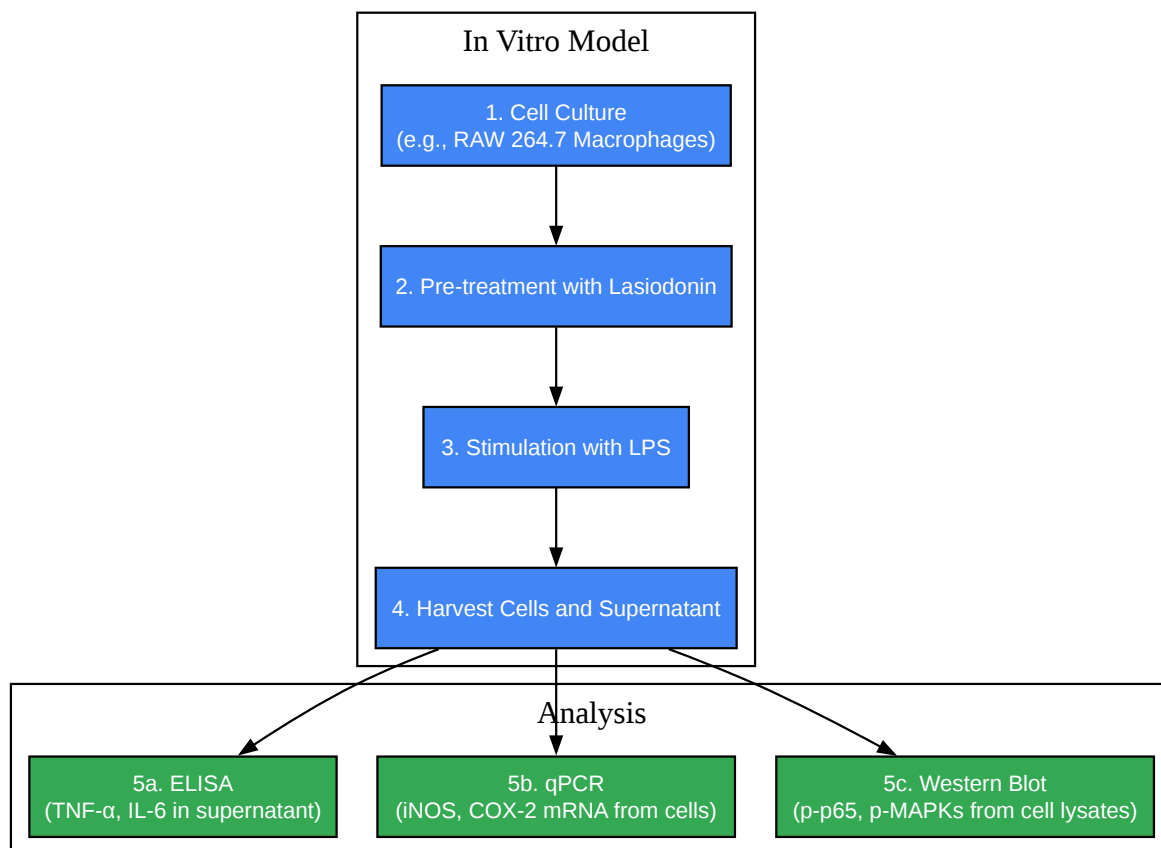 In Vitro Model
1. Cell Culture
(e.g., RAW 264.7 Macrophages)
2. Pre-treatment with Lasiodonin
3. Stimulation with LPS
4. Harvest Cells and Supernatant
Analysis
5a. ELISA
(TNF-α, IL-6 in supernatant)
5b. qPCR
(iNOS, COX-2 mRNA from cells)
5c. Western Blot
(p-p65, p-MAPKs from cell lysates)